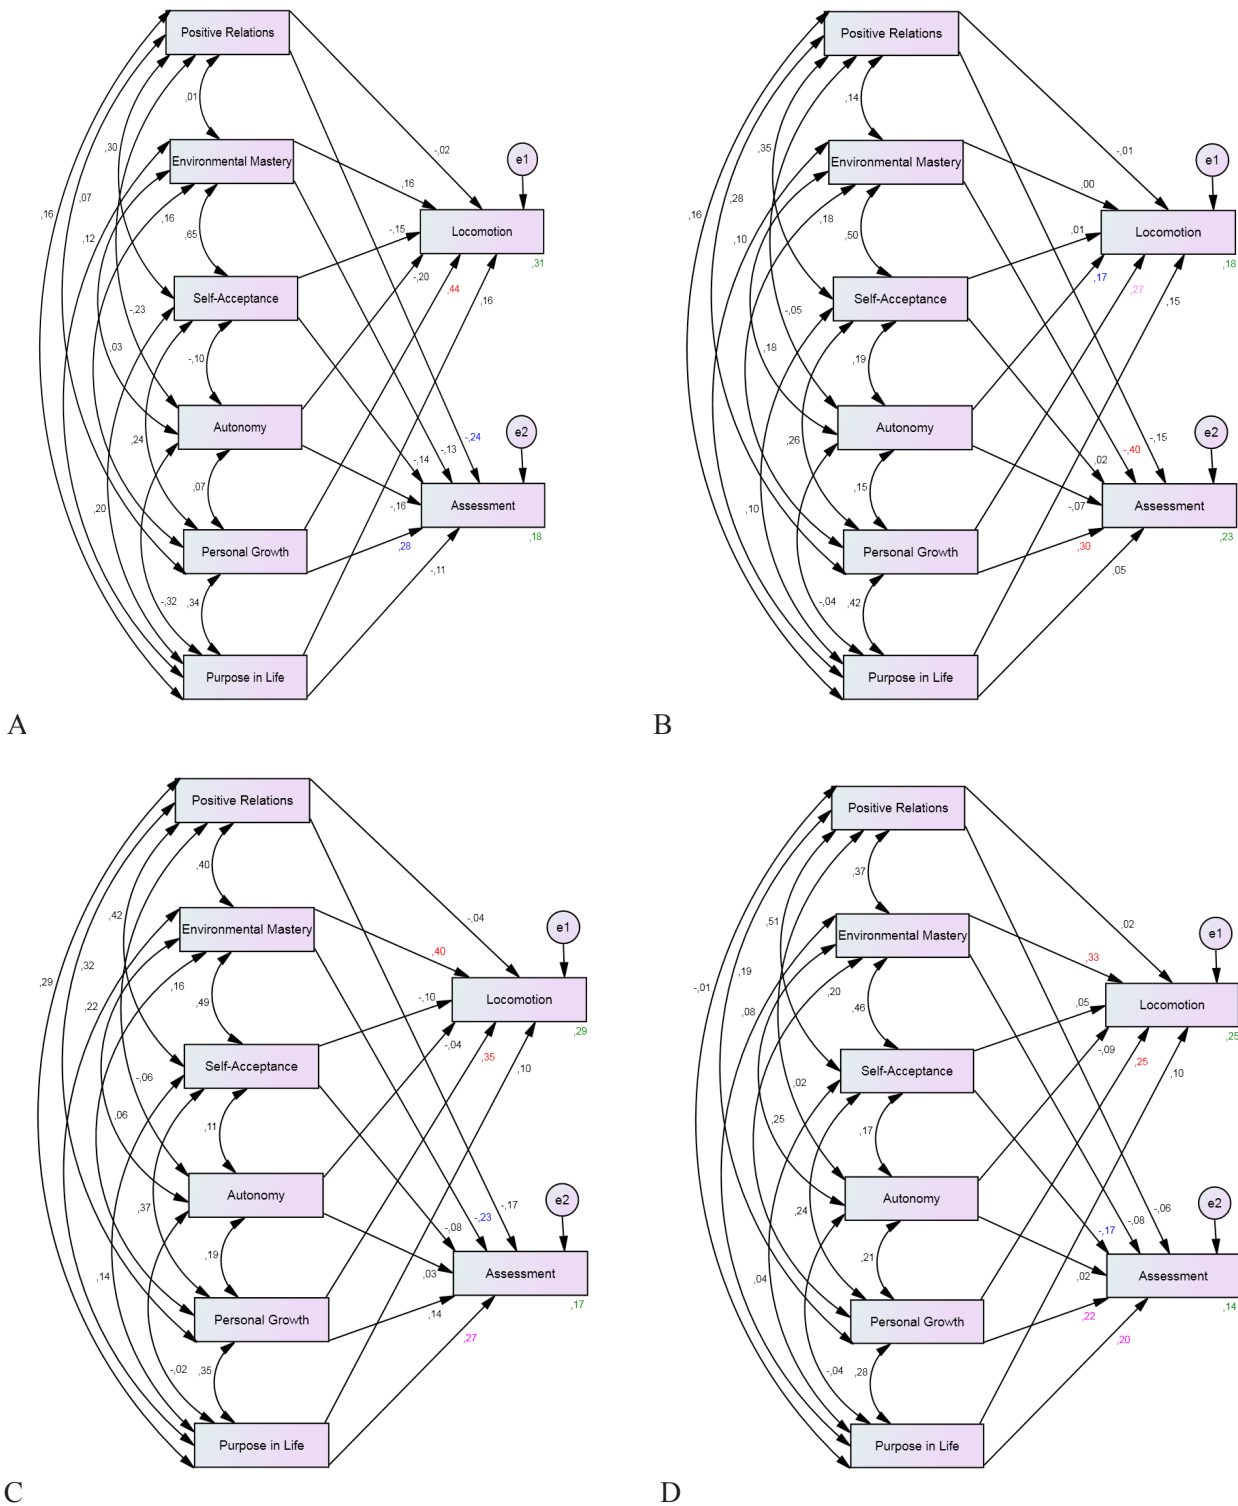 Positive Relations
,01
,30
-,02
e1
Environmental Mastery
,16
,07
,16
,12
,16
,65
-,15
Locomotion
,31
-,20
Self-Acceptance
,44
,16
-,23
,03
-,10
Autonomy
,24
-,24
-,13
-,14
e2
,07
,20
-,16
Assessment
,18
Personal Growth
,28
-,11
-,32
,34
Purpose in Life
A
Positive Relations
,14
,35
-,01
e1
Environmental Mastery
,00
,28
,16
,18
,10
,50
,01
Locomotion
,18
Self-Acceptance
,17
,27
,15
-,05
,18
,19
Autonomy
,26
-,15
-,40
,02
e2
,15
,10
-,07
Assessment
,23
Personal Growth
,30
,05
-,04
,42
Purpose in Life
B
Positive Relations
,40
,42
-,04
e1
Environmental Mastery
,40
,32
,29
,16
,22
,49
-,10
Locomotion
,29
-,04
Self-Acceptance
,35
,10
-,06
,06
,11
Autonomy
,37
-,17
-,23
-,08
e2
,19
,14
,03
Assessment
,17
Personal Growth
,14
,27
-,02
,35
Purpose in Life
C
Positive Relations
,37
,51
,02
e1
Environmental Mastery
,33
,19
-,01
,20
,08
,46
,05
Locomotion
,25
-,09
Self-Acceptance
,25
,10
,02
,25
,17
Autonomy
,24
-,06
-,08
-,17
e2
,21
,04
,02
Assessment
,14
Personal Growth
,22
,20
-,04
,28
Purpose in Life
D